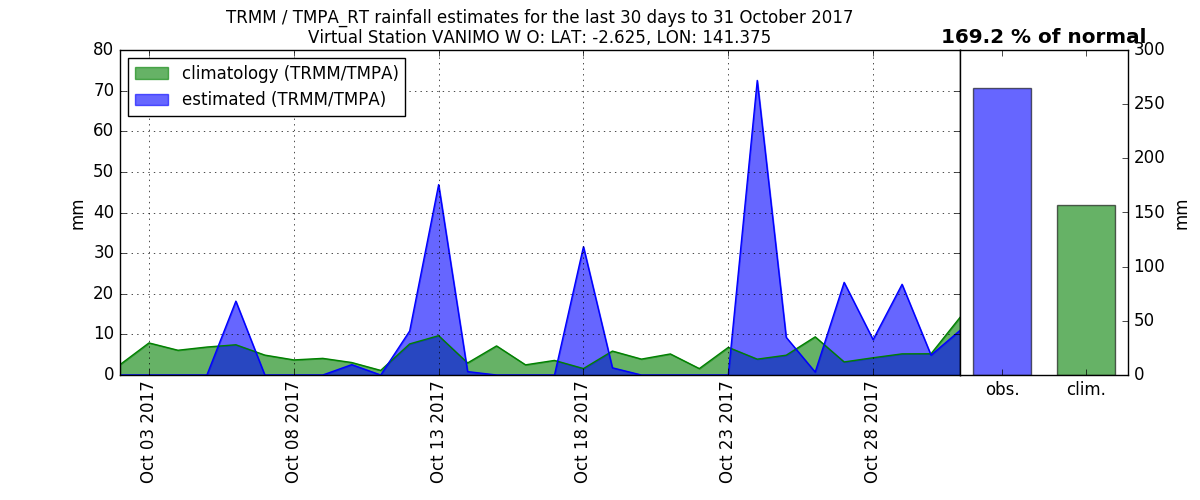 TRMM / TMPA_RT rainfall estimates for the last 30 days to 31 October 2017
Virtual Station VANIMO W O: LAT: -2.625, LON: 141.375
169.2 % of normal
climatology (TRMM/TMPA)
estimated (TRMM/TMPA)
80
70
60
50
40
30
20
10
0
mm
Oct 03 2017
Oct 08 2017
Oct 13 2017
Oct 18 2017
Oct 23 2017
Oct 28 2017
300
250
200
150
100
50
0
mm
obs.
clim.